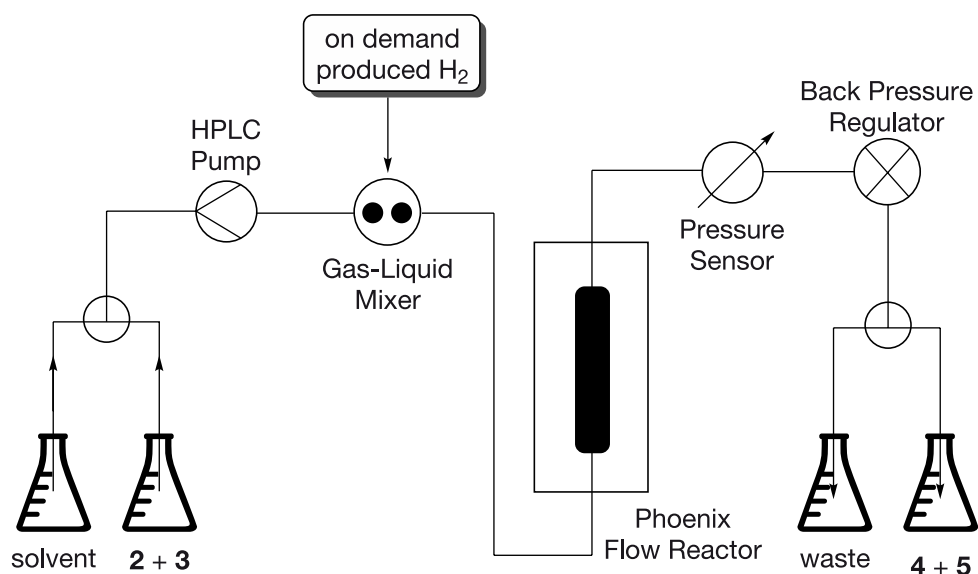 on demand
produced H₂
HPLC
Pump
Gas-Liquid
Mixer
Back Pressure
Regulator
Pressure
Sensor
Phoenix
Flow Reactor
solvent
2 + 3
waste
4 + 5